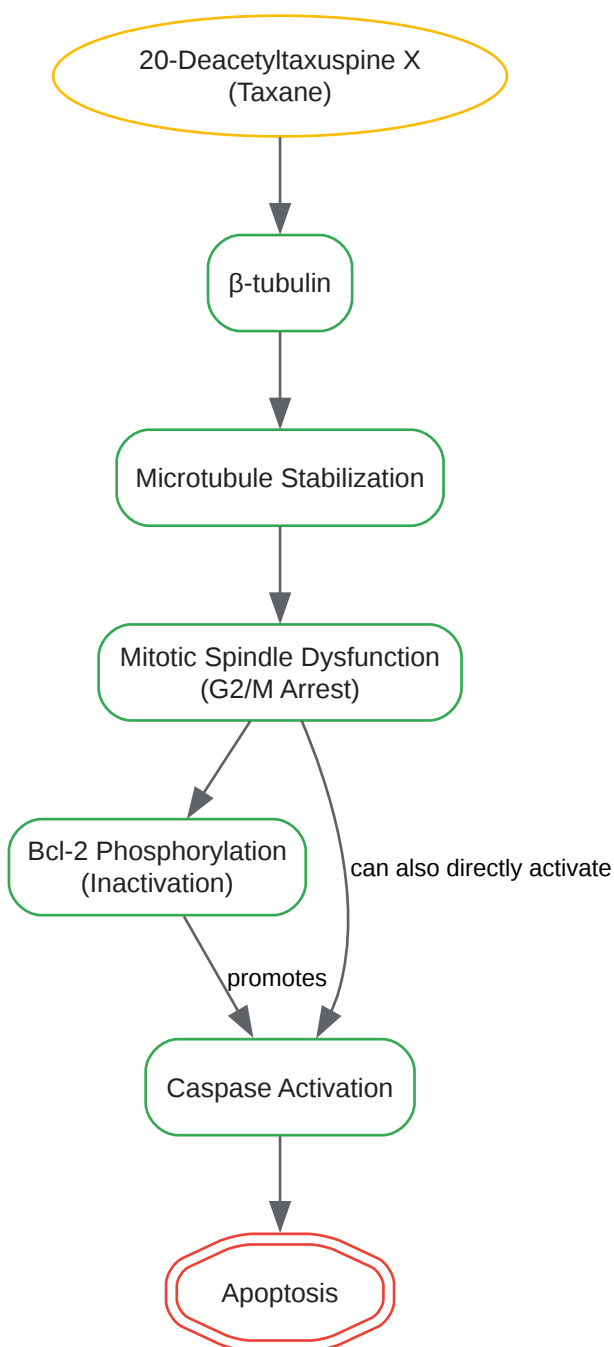 20-Deacetyltaxuspine X
(Taxane)
β-tubulin
Microtubule Stabilization
Mitotic Spindle Dysfunction
(G2/M Arrest)
Bcl-2 Phosphorylation
(Inactivation)
can also directly activate
promotes
Caspase Activation
Apoptosis